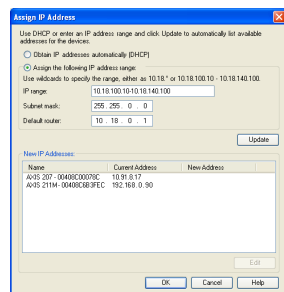 Assign IP Address
Use DHCP or enter an IP address range and click Update to automatically list available
addresses for the devices.
Obtain IP addresses automatically (DHCP)
Assign the following IP address range:
Use wildcards to specify the range, either as 10.18.* or 10.18.100.10 - 10.18.140.100.
IP range:
10.18.100.10-10.18.140.100
Subnet mask:
255 . 255 . 0 . 0
Default router:
10 . 18 . 0 . 1
Update
New IP Addresses:
Name Current Address New Address
AXIS 207 - 00408C00078C 10.91.8.17
AXIS 211M - 00408C6B3FEC 192.168.0.90
Edit
OK Cancel Help